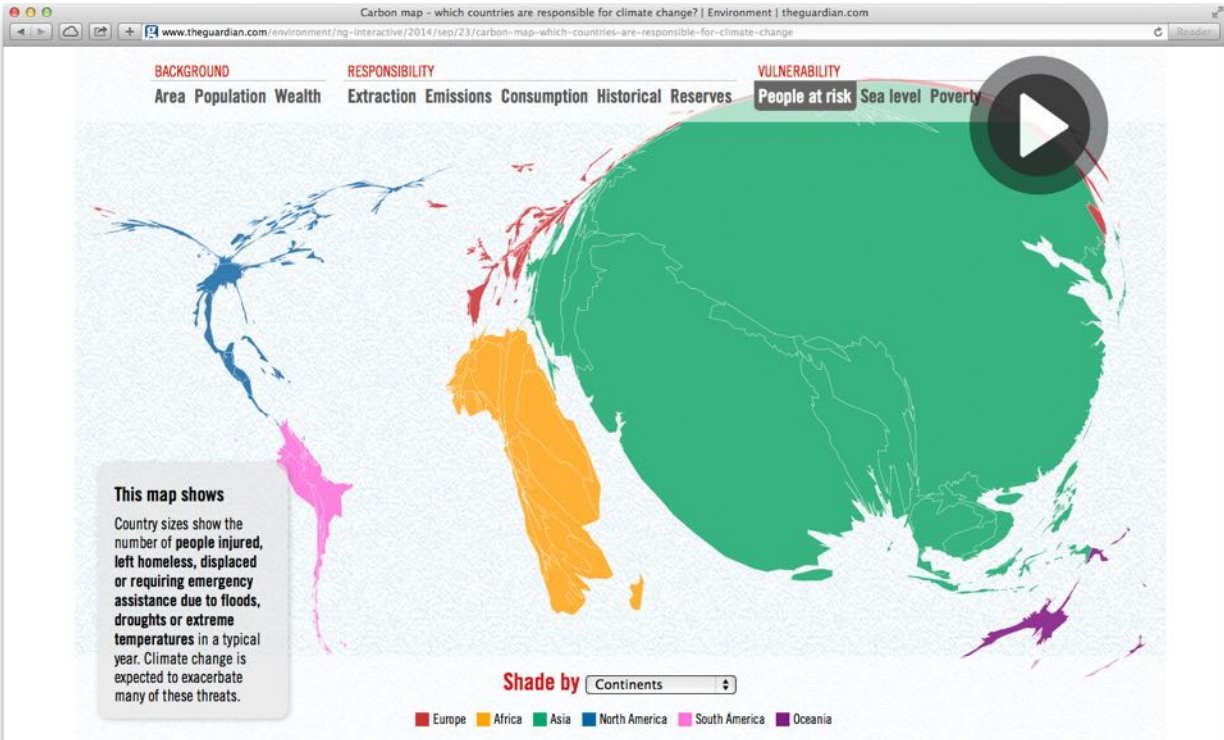 Carbon map – which countries are responsible for climate change? | Environment | theguardian.com
www.theguardian.com/environment/ng-interactive/2014/sep/23/carbon-map-which-countries-are-responsible-for-climate-change
Reader
BACKGROUND RESPONSIBILITY VULNERABILITY
Area Population Wealth Extraction Emissions Consumption Historical Reserves People at risk Sea level Poverty
This map shows
Country sizes show the
number of people injured,
left homeless, displaced
or requiring emergency
assistance due to floods,
droughts or extreme
temperatures in a typical
year. Climate change is
expected to exacerbate
many of these threats.
Shade by Continents
Europe Africa Asia North America South America Oceania